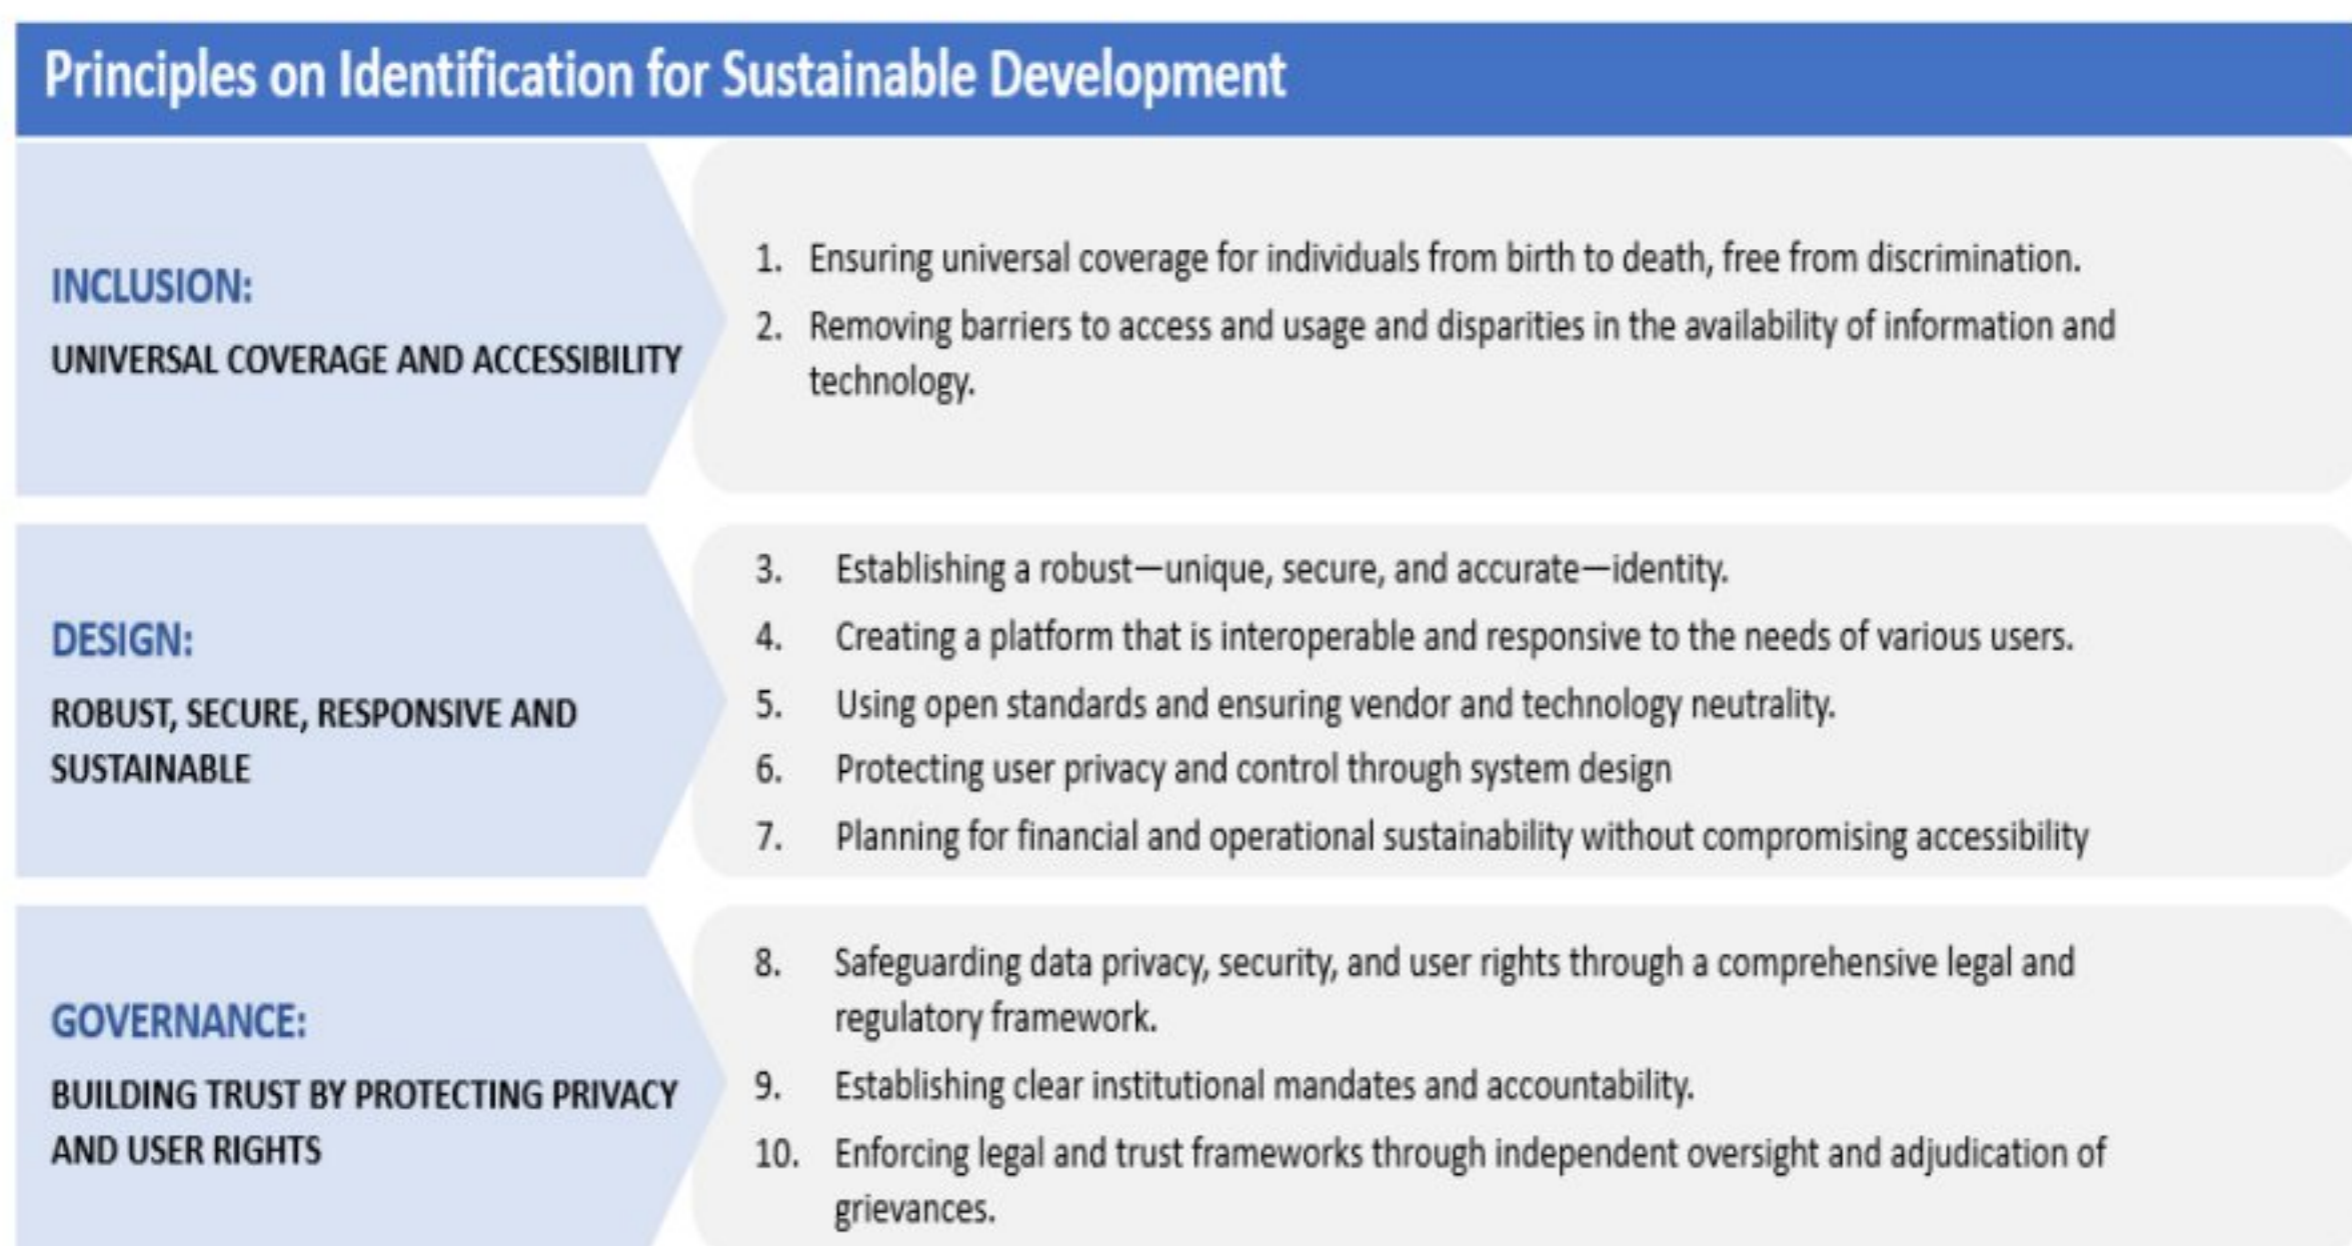 Principles on Identification for Sustainable Development
INCLUSION:
UNIVERSAL COVERAGE AND ACCESSIBILITY
1. Ensuring universal coverage for individuals from birth to death, free from discrimination.
2. Removing barriers to access and usage and disparities in the availability of information and
technology.
DESIGN:
ROBUST, SECURE, RESPONSIVE AND
SUSTAINABLE
3. Establishing a robust—unique, secure, and accurate—identity.
4. Creating a platform that is interoperable and responsive to the needs of various users.
5. Using open standards and ensuring vendor and technology neutrality.
6. Protecting user privacy and control through system design
7. Planning for financial and operational sustainability without compromising accessibility
GOVERNANCE:
BUILDING TRUST BY PROTECTING PRIVACY
AND USER RIGHTS
8. Safeguarding data privacy, security, and user rights through a comprehensive legal and
regulatory framework.
9. Establishing clear institutional mandates and accountability.
10. Enforcing legal and trust frameworks through independent oversight and adjudication of
grievances.